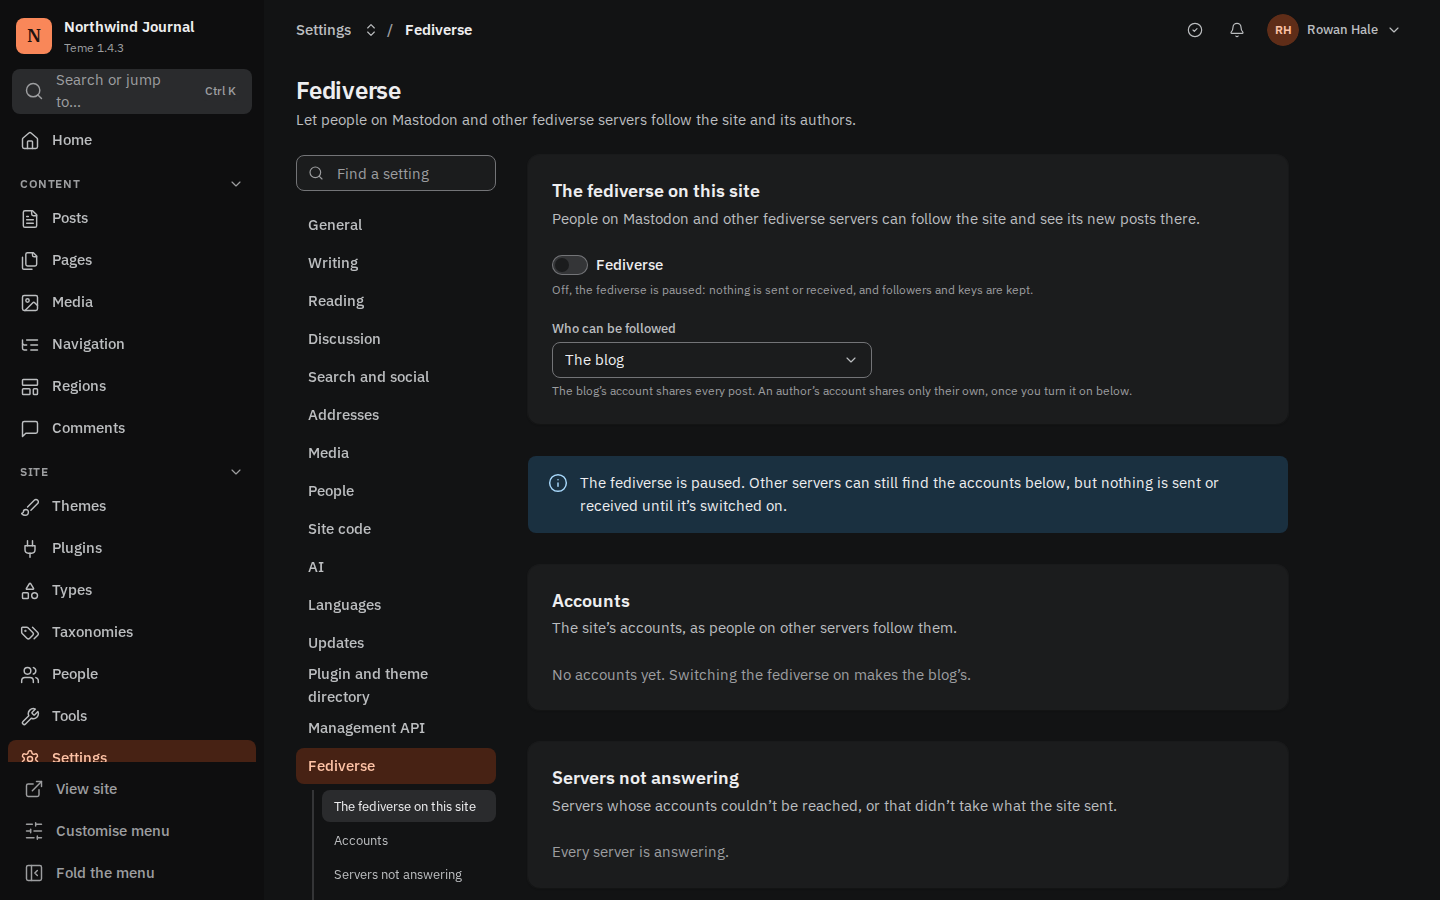 N
Northwind Journal
Teme 1.4.3
Search or jump to...
Ctrl K
Home
CONTENT
Posts
Pages
Media
Navigation
Regions
Comments
SITE
Themes
Plugins
Types
Taxonomies
People
Tools
Settings
View site
Customise menu
Fold the menu
Settings / Fediverse
RH
Rowan Hale
Fediverse
Let people on Mastodon and other fediverse servers follow the site and its authors.
Find a setting
General
Writing
Reading
Discussion
Search and social
Addresses
Media
People
Site code
AI
Languages
Updates
Plugin and theme
directory
Management API
Fediverse
The fediverse on this site
Accounts
Servers not answering
The fediverse on this site
People on Mastodon and other fediverse servers can follow the site and see its new posts there.
Fediverse
Off, the fediverse is paused: nothing is sent or received, and followers and keys are kept.
Who can be followed
The blog
The blog’s account shares every post. An author’s account shares only their own, once you turn it on below.
The fediverse is paused. Other servers can still find the accounts below, but nothing is sent or
received until it’s switched on.
Accounts
The site’s accounts, as people on other servers follow them.
No accounts yet. Switching the fediverse on makes the blog’s.
Servers not answering
Servers whose accounts couldn’t be reached, or that didn’t take what the site sent.
Every server is answering.